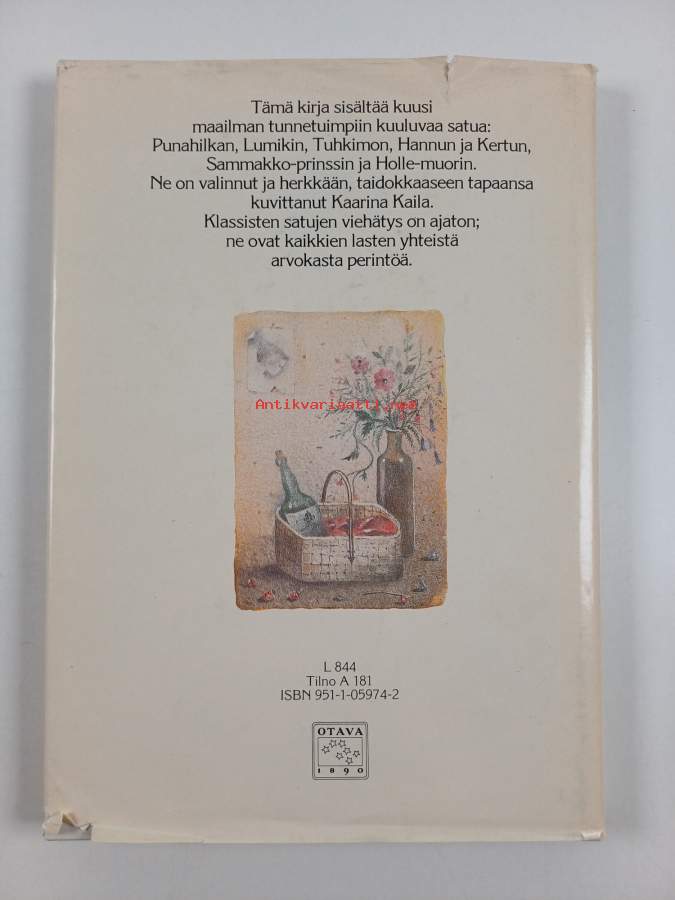 Tämä kirja sisältää kuusi
maailman tunnetuimpiin kuuluvaa satua:
Punahilkan, Lumikin, Tuhkimon, Hannun ja Kertun,
Sammakko-prinssin ja Holle-muorin.
Ne on valinnut ja herkkään, taidokkaaseen tapaansa
kuvittanut Kaarina Kaila.
Klassisten satujen viehätys on ajaton;
ne ovat kaikkien lasten yhteistä
arvokasta perintöä.
Antikvariaatti.net
L 844
Tilno A 181
ISBN 951-1-05974-2
OTAVA
1890